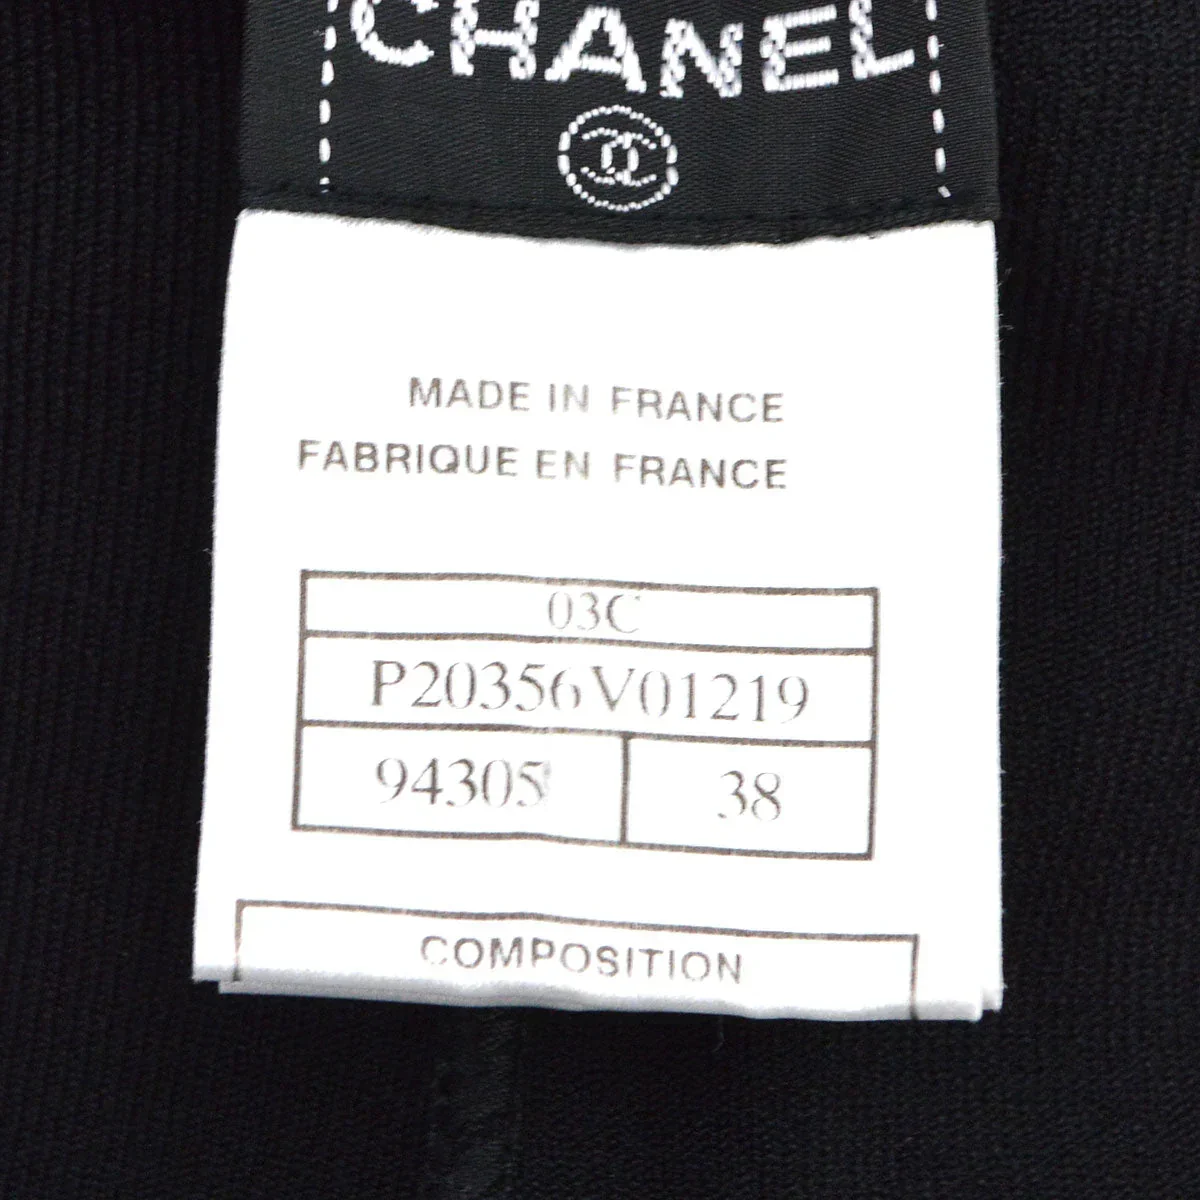 CHANEL
MADE IN FRANCE
FABRIQUE EN FRANCE
03C
P20356V01219
94305 38
COMPOSITION